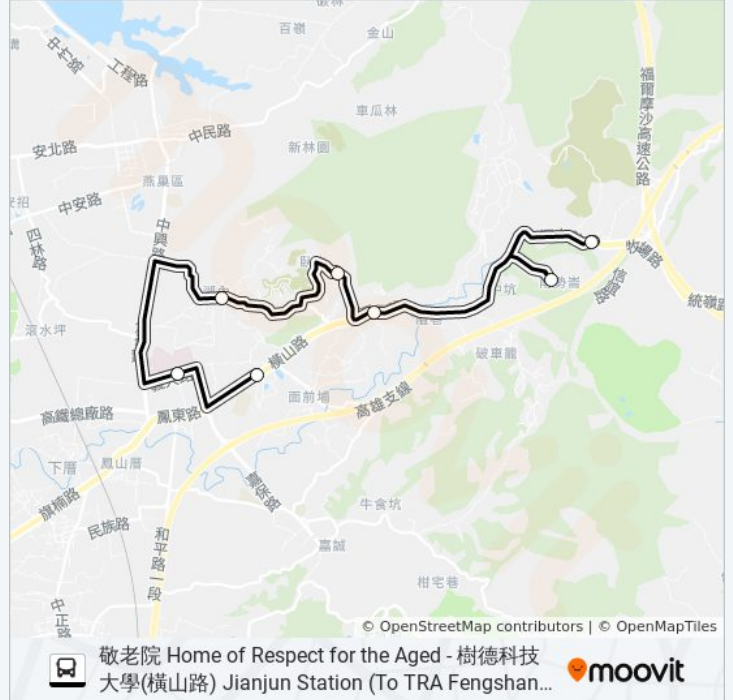 百嶺
金山
中竹路
工程路
車瓜林
福爾摩沙高速公路
中民路
安北路
新林園
燕巢區
中安路
四林路
中興路
滾水坪
橫山路
統嶺路
破車籠
面前埔
高雄支線
高鐵總廠路
鳳東路
下厝
鳳山厝
旗楠路
嘉保路
牛食坑
民族路
和平路一段
嘉誠
柑宅巷
中正路
© OpenStreetMap contributors | © OpenMapTiles
敬老院 Home of Respect for the Aged - 樹德科技
大學(橫山路) Jianjun Station (To TRA Fengshan...
moovit